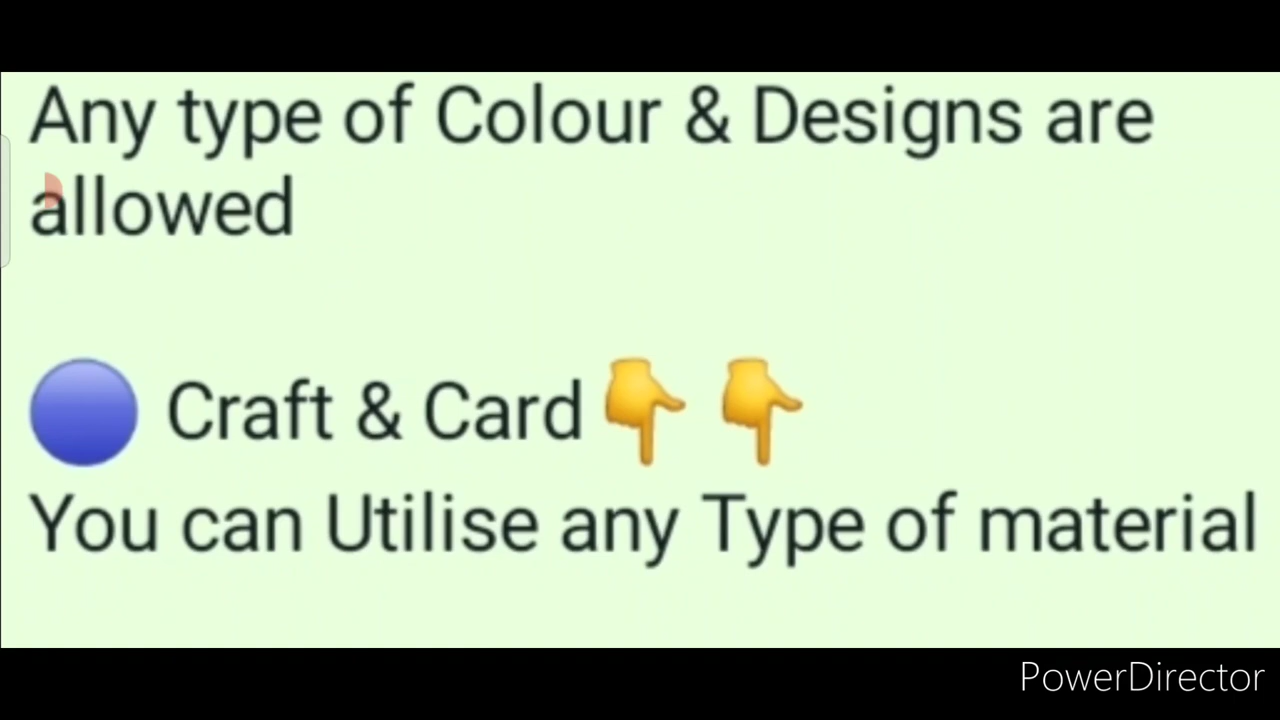 Any type of Colour & Designs are
allowed
🔵 Craft & Card👇 👇
You can Utilise any Type of material
PowerDirector